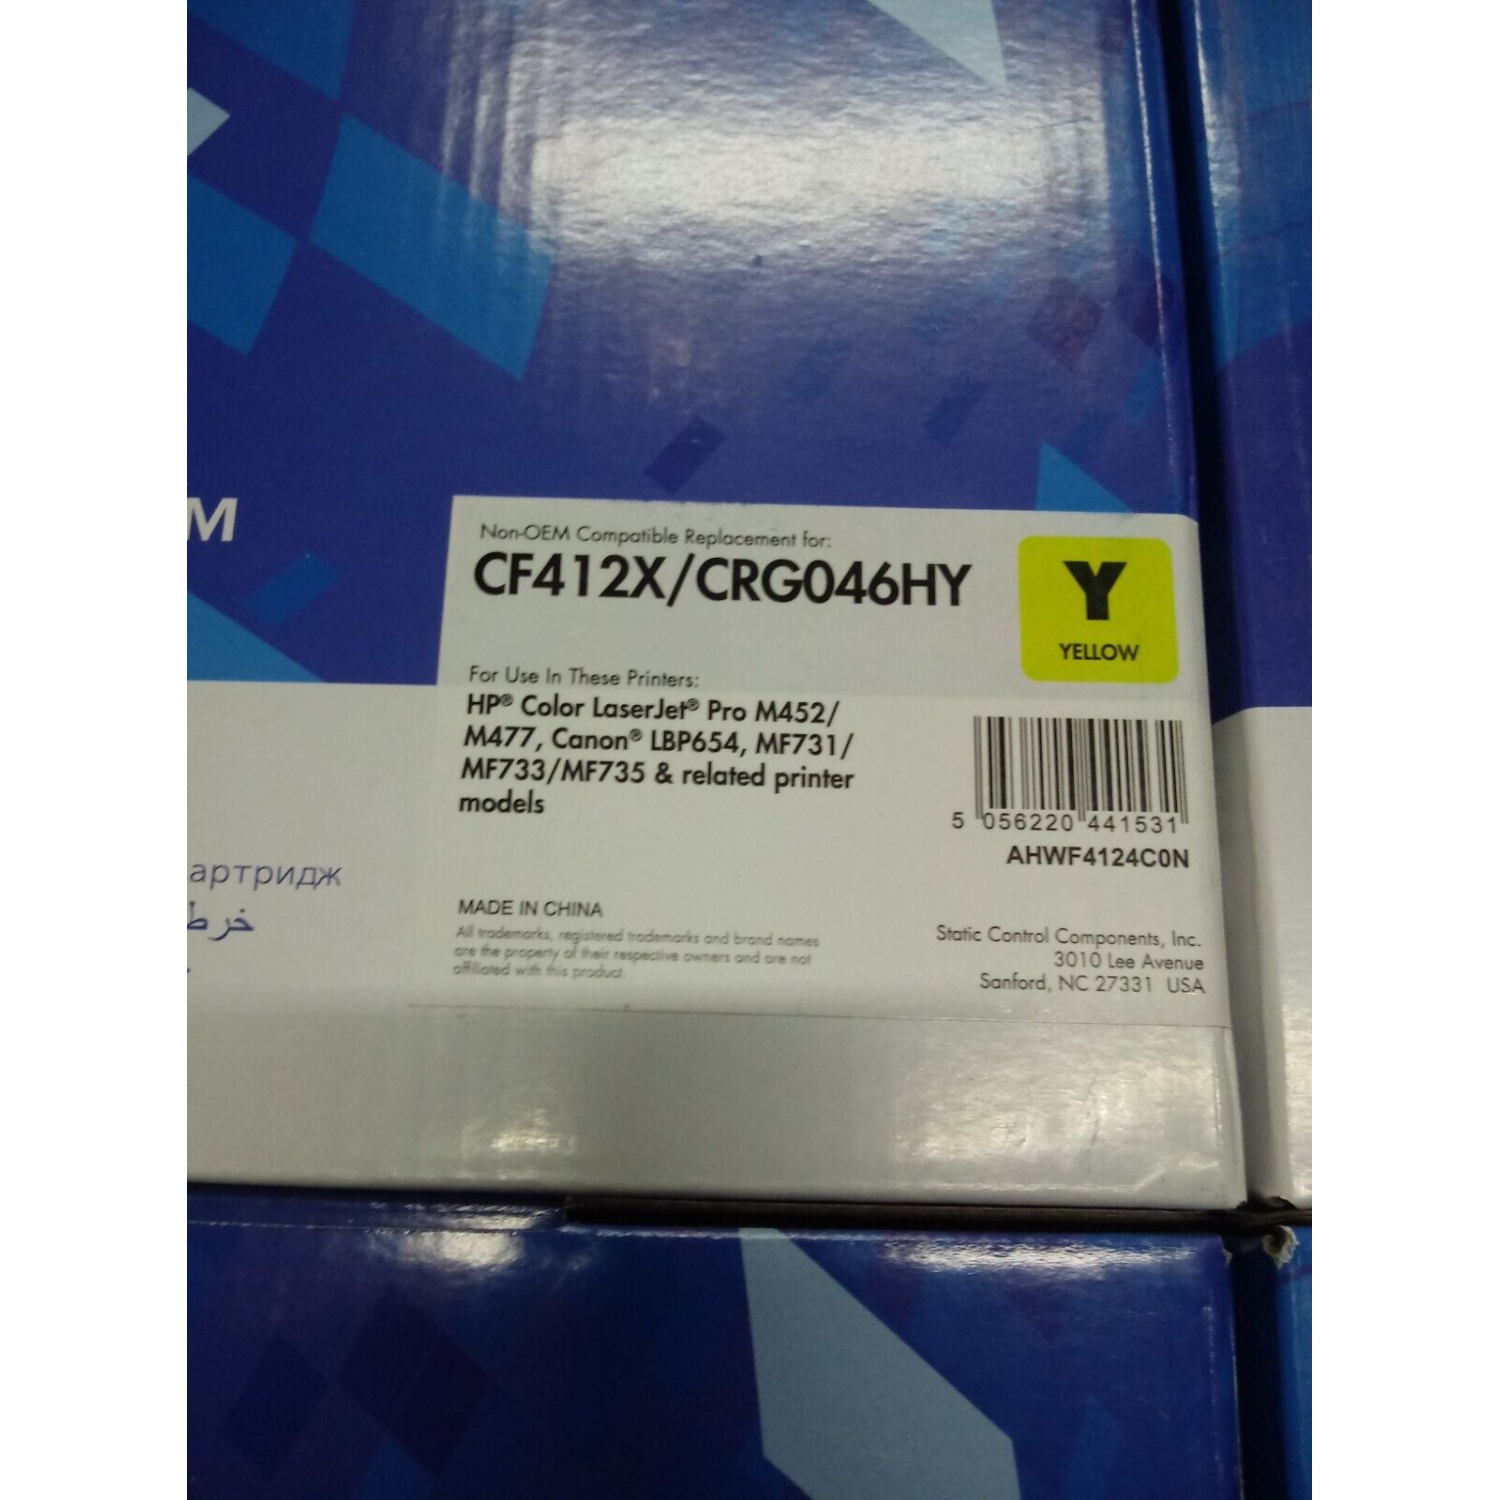 M
Non-OEM Compatible Replacement for:
CF412X/CRG046HY
Y
YELLOW
For Use In These Printers:
HP® Color LaserJet® Pro M452/
M477, Canon® LBP654, MF731/
MF733/MF735 & related printer
models
5 056220 441531
AHWF4124C0N
артридж
خرط
MADE IN CHINA
All trademarks, registered trademarks and brand names
are the property of their respective owners and are not
affiliated with this product.
Static Control Components, Inc.
3010 Lee Avenue
Sanford, NC 27331 USA